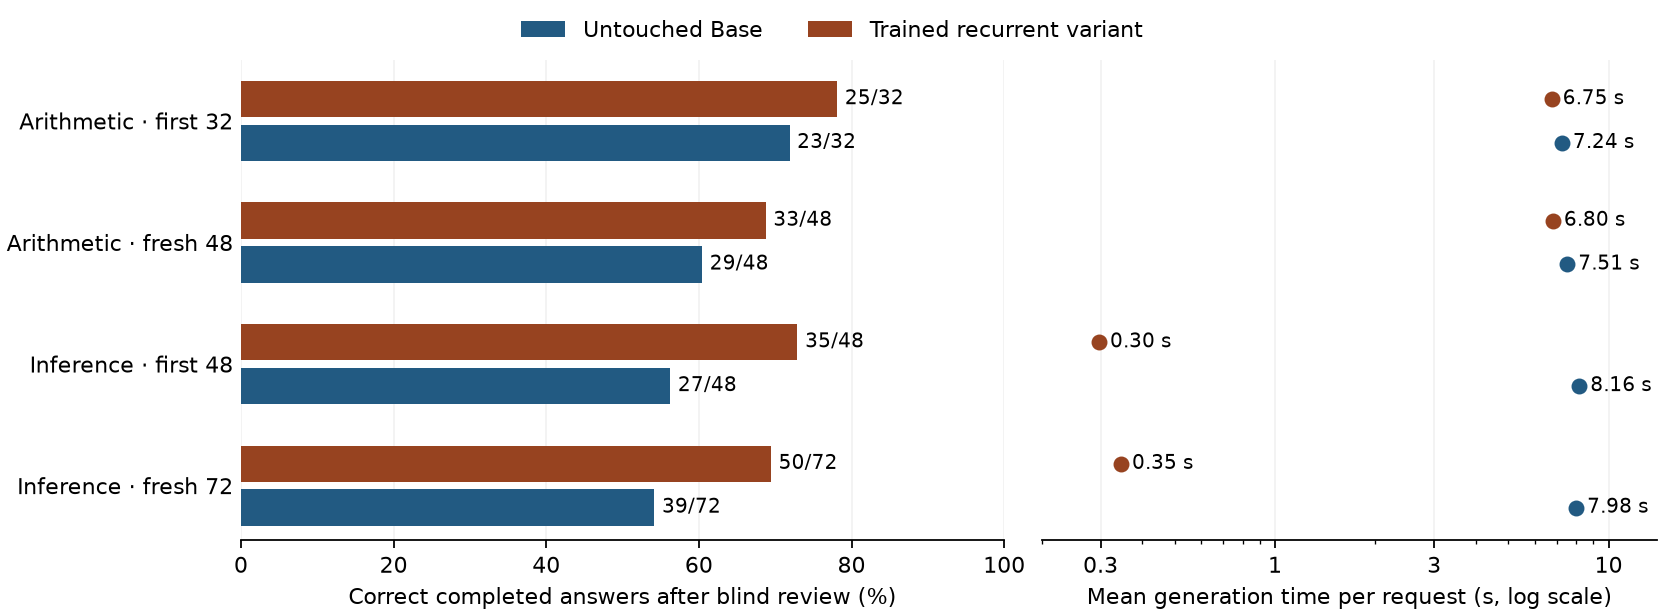 Untouched Base
Trained recurrent variant
Arithmetic · first 32
25/32
23/32
6.75 s
7.24 s
Arithmetic · fresh 48
33/48
29/48
6.80 s
7.51 s
Inference · first 48
35/48
27/48
0.30 s
8.16 s
Inference · fresh 72
50/72
39/72
0.35 s
7.98 s
0 20 40 60 80 100
Correct completed answers after blind review (%)
0.3 1 3 10
Mean generation time per request (s, log scale)